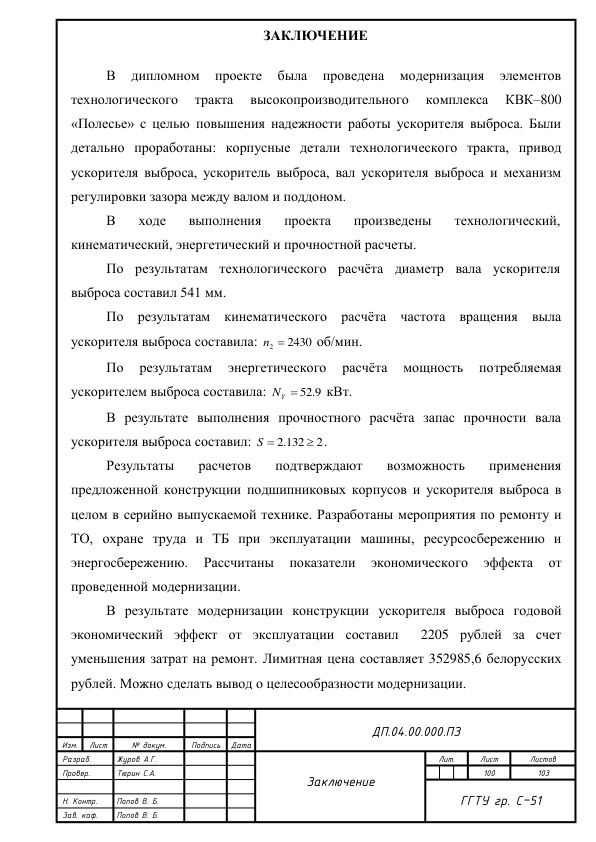 ЗАКЛЮЧЕНИЕ
В дипломном проекте была проведена модернизация элементов
технологического тракта высокопроизводительного комплекса КВК–800
«Полесье» с целью повышения надежности работы ускорителя выброса. Были
детально проработаны: корпусные детали технологического тракта, привод
ускорителя выброса, ускоритель выброса, вал ускорителя выброса и механизм
регулировки зазора между валом и поддоном.
В ходе выполнения проекта произведены технологический,
кинематический, энергетический и прочностной расчеты.
По результатам технологического расчёта диаметр вала ускорителя
выброса составил 541 мм.
По результатам кинематического расчёта частота вращения выла
ускорителя выброса составила: n₂ = 2430 об/мин.
По результатам энергетического расчёта мощность потребляемая
ускорителем выброса составила: N_Y = 52.9 кВт.
В результате выполнения прочностного расчёта запас прочности вала
ускорителя выброса составил: S = 2.132 ≥ 2.
Результаты расчетов подтверждают возможность применения
предложенной конструкции подшипниковых корпусов и ускорителя выброса в
целом в серийно выпускаемой технике. Разработаны мероприятия по ремонту и
ТО, охране труда и ТБ при эксплуатации машины, ресурсосбережению и
энергосбережению. Рассчитаны показатели экономического эффекта от
проведенной модернизации.
В результате модернизации конструкции ускорителя выброса годовой
экономический эффект от эксплуатации составил 2205 рублей за счет
уменьшения затрат на ремонт. Лимитная цена составляет 352985,6 белорусских
рублей. Можно сделать вывод о целесообразности модернизации.
ДП.04.00.000.ПЗ
Изм. Лист № докум. Подпись Дата
Разраб. Журов А.Г.
Провер. Тюрин С.А.
Н. Контр. Попов В. Б.
Зав. каф. Попов В. Б.
Заключение
Лит. Лист Листов
100 103
ГГТУ гр. С-51